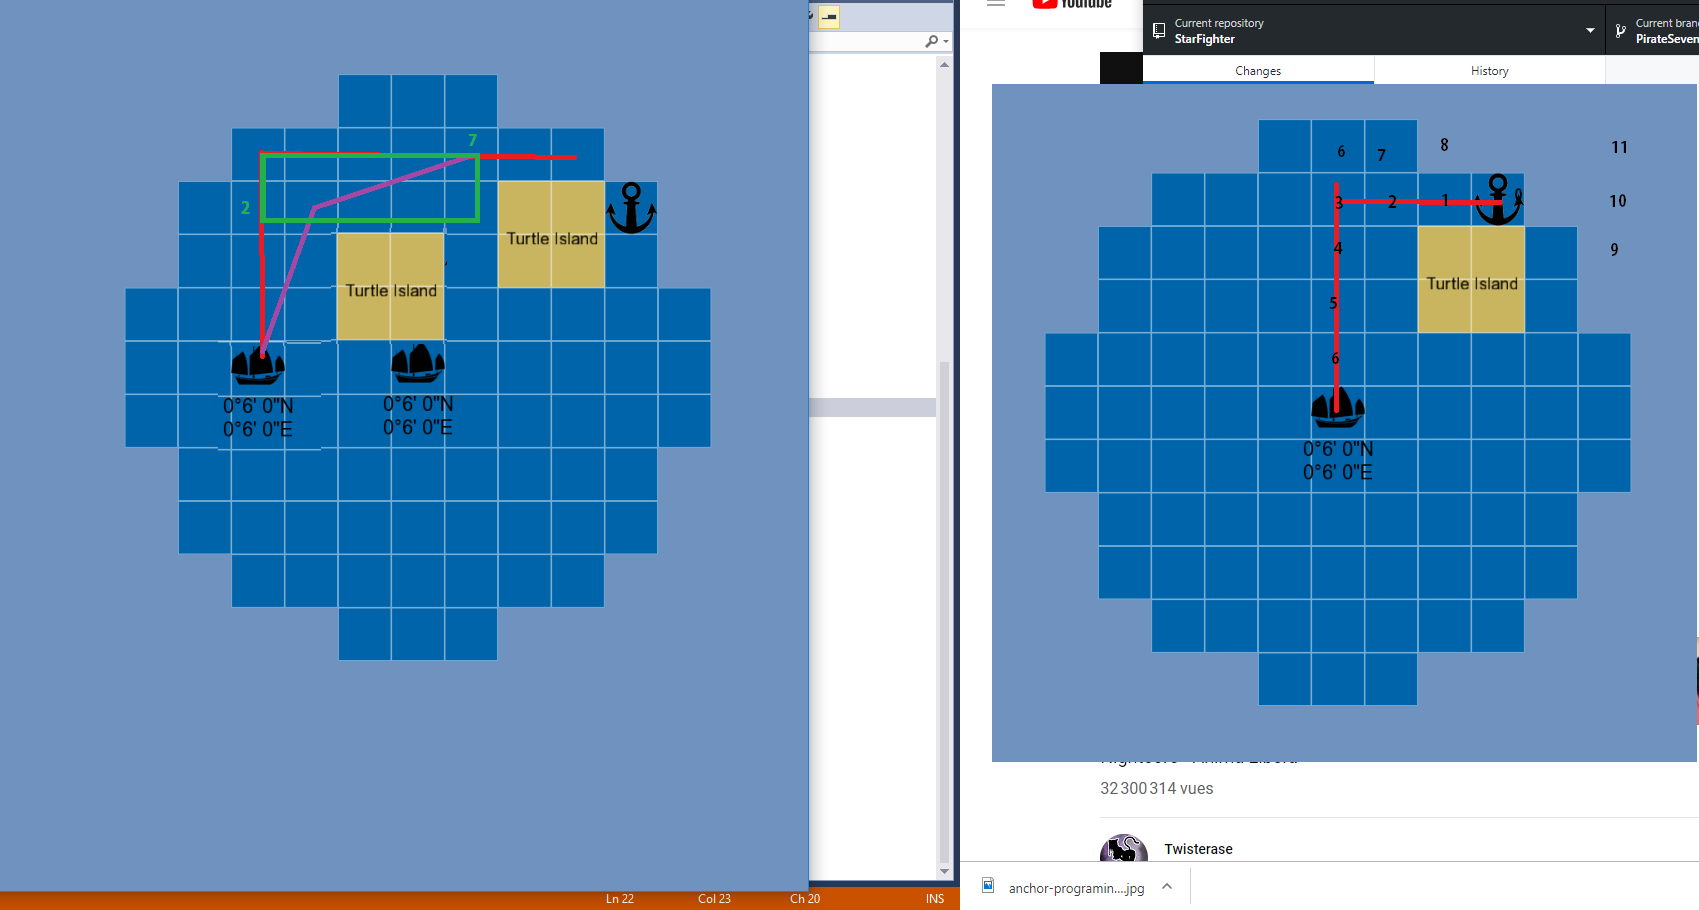 7
2
Turtle Island
Turtle Island
0°6' 0"N
0°6' 0"E
0°6' 0"N
0°6' 0"E
Ln 22
Col 23
Ch 20
INS
YouTube
Current repository
StarFighter
Current bran
PirateSeven
Changes
History
6
7
8
11
3
2
1
10
4
9
Turtle Island
5
6
0°6' 0"N
0°6' 0"E
32 300 314 vues
Twisterase
anchor-programin....jpg